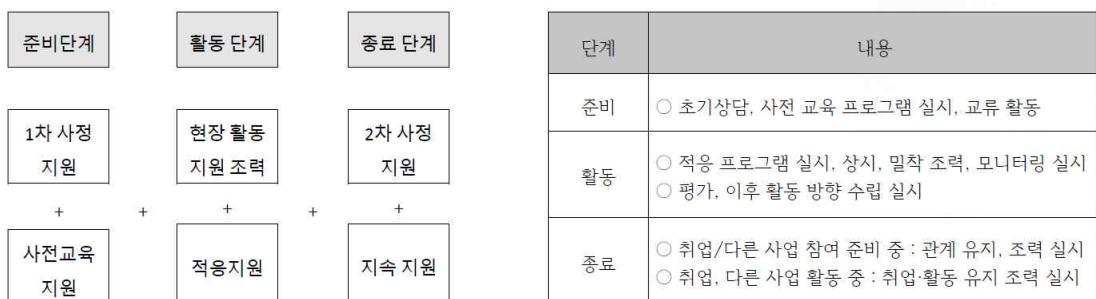 준비단계
활동 단계
종료 단계
1차 사정
지원
현장 활동
지원 조력
2차 사정
지원
+ + + + +
사전교육
지원
적응지원
지속 지원
단계 내용
준비 ○ 초기상담, 사전 교육 프로그램 실시, 교류 활동
활동 ○ 적응 프로그램 실시, 상시, 밀착 조력, 모니터링 실시
○ 평가, 이후 활동 방향 수립 실시
종료 ○ 취업/다른 사업 참여 준비 중 : 관계 유지, 조력 실시
○ 취업, 다른 사업 활동 중 : 취업·활동 유지 조력 실시